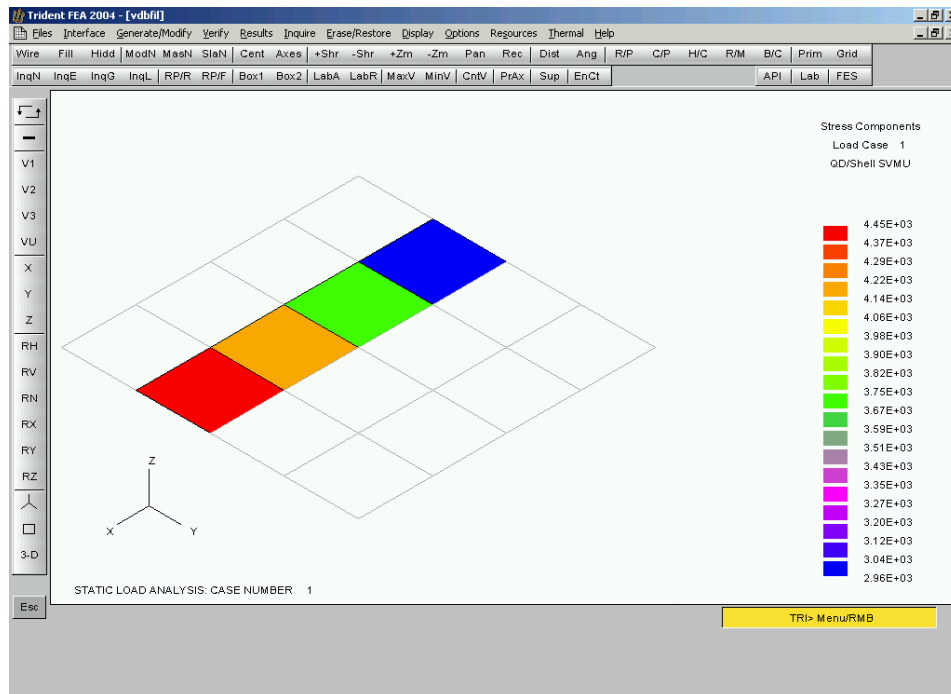 Trident FEA 2004 - [vdbfil]
Files Interface Generate/Modify Verify Results Inquire Erase/Restore Display Options Resources Thermal Help
Wire Fill Hidd ModN MasN SlaN Cent Axes +Shr -Shr +Zm -Zm Pan Rec Dist Ang R/P C/P H/C R/M B/C Prim Grid
InqN InqE InqG InqL RP/R RP/F Box1 Box2 LabA LabR MaxV MinV CntV PrAx Sup EnCt API Lab FES
V1
V2
V3
VU
X
Y
Z
RH
RV
RN
RX
RY
RZ
3-D
Esc
Stress Components
Load Case 1
QD/Shell SVMU
4.45E+03
4.37E+03
4.29E+03
4.22E+03
4.14E+03
4.06E+03
3.98E+03
3.90E+03
3.82E+03
3.75E+03
3.67E+03
3.59E+03
3.51E+03
3.43E+03
3.35E+03
3.27E+03
3.20E+03
3.12E+03
3.04E+03
2.96E+03
Z
X Y
STATIC LOAD ANALYSIS: CASE NUMBER 1
TRI> Menu/RMB